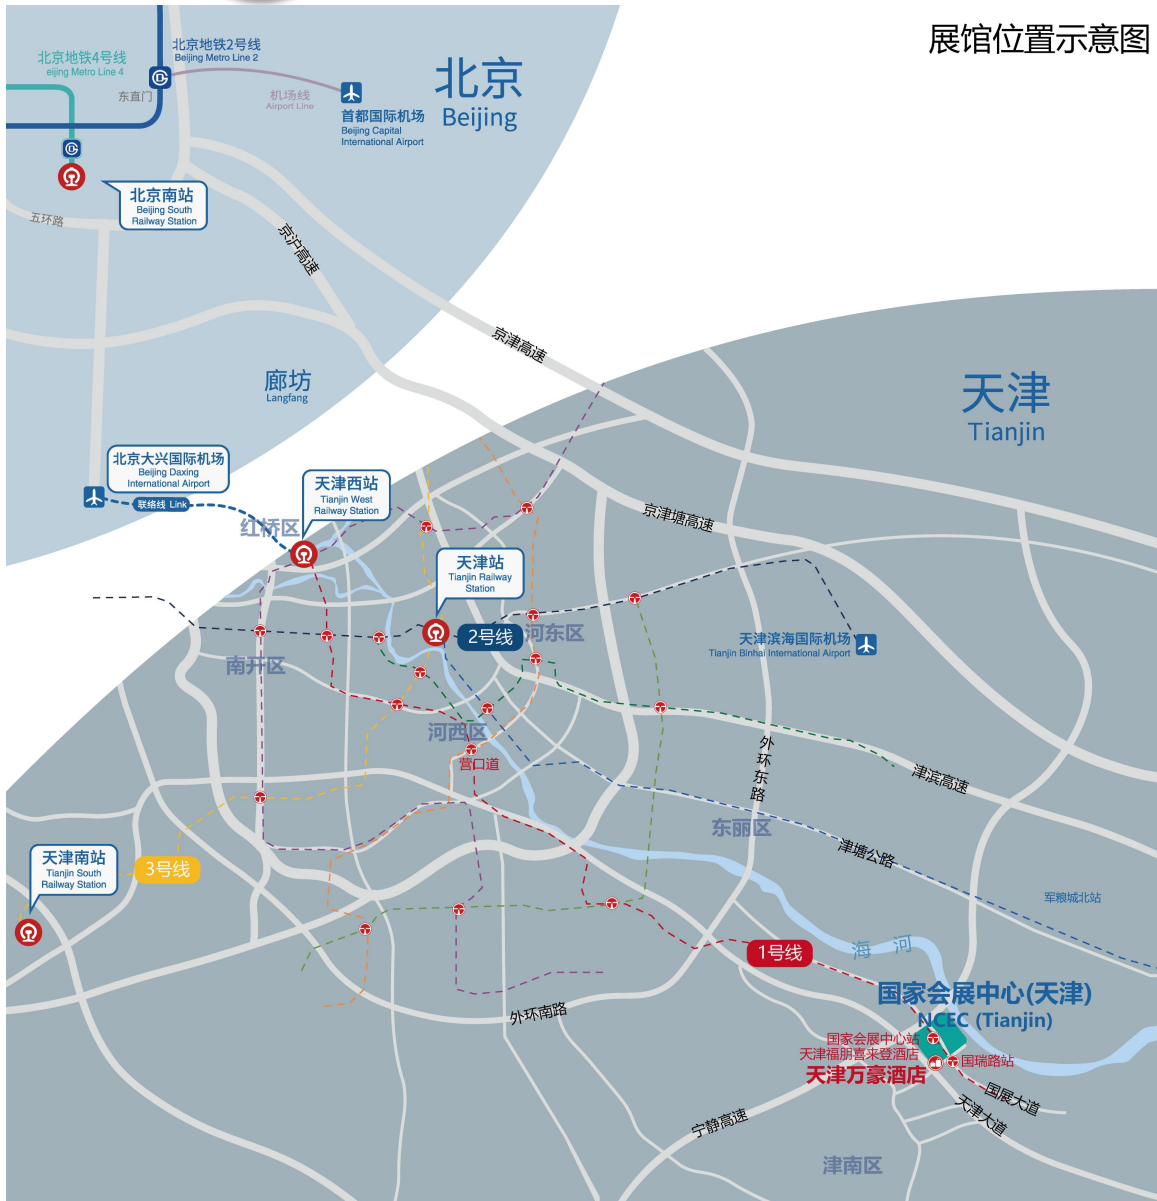 展馆位置示意图
北京地铁4号线
eijing Metro Line 4
北京地铁2号线
Beijing Metro Line 2
东直门
机场线
Airport Line
首都国际机场
Beijing Capital
International Airport
北京
Beijing
北京南站
Beijing South
Railway Station
五环路
京沪高速
京津高速
廊坊
Langfang
天津
Tianjin
北京大兴国际机场
Beijing Daxing
International Airport
联络线 Link
天津西站
Tianjin West
Railway Station
红桥区
京津塘高速
天津站
Tianjin Railway
Station
2号线
河东区
天津滨海国际机场
Tianjin Binhai International Airport
南开区
河西区
营口道
外环东路
津滨高速
东丽区
津塘公路
天津南站
Tianjin South
Railway Station
3号线
军粮城北站
1号线
海河
国家会展中心(天津)
NCEC (Tianjin)
外环南路
国家会展中心站
天津福朋喜来登酒店
天津万豪酒店
国瑞路站
国展大道
天津大道
宁静高速
津南区